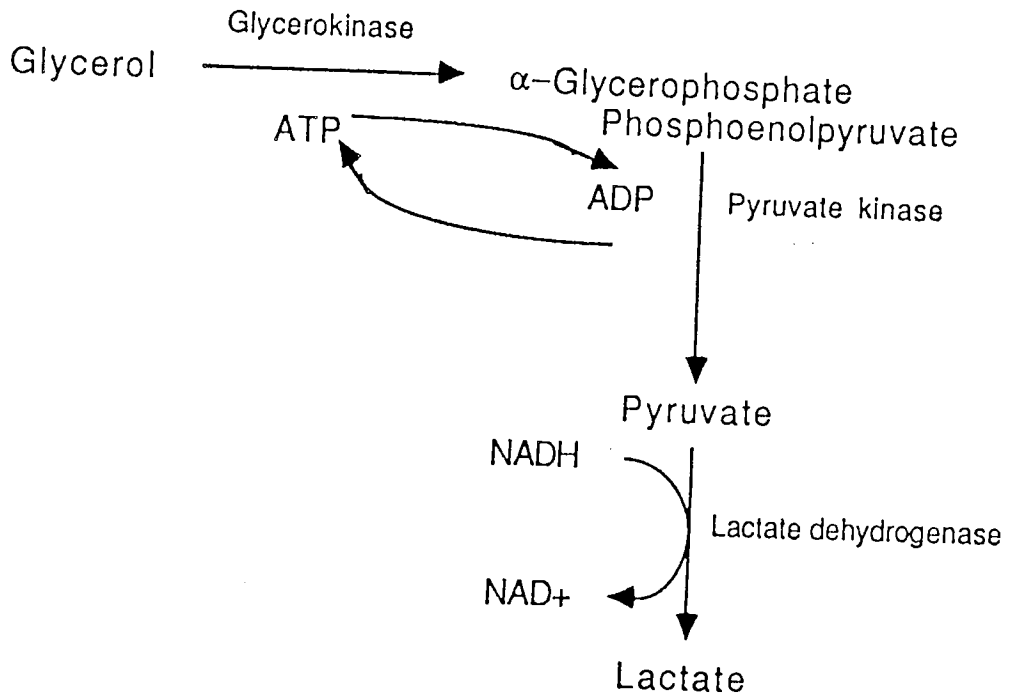 Glycerokinase
Glycerol
α-Glycerophosphate
Phosphoenolpyruvate
ATP
ADP
Pyruvate kinase
Pyruvate
NADH
Lactate dehydrogenase
NAD+
Lactate